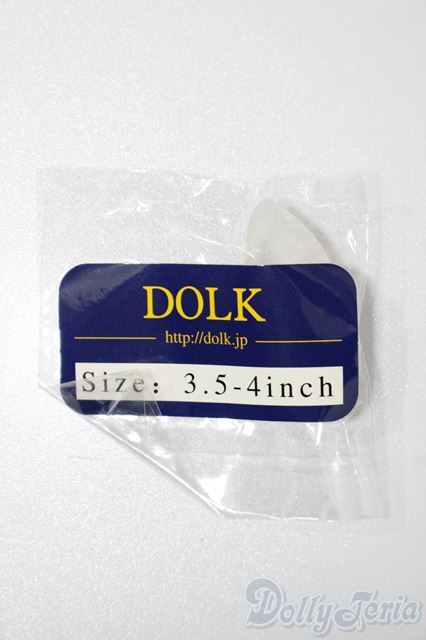 DOLK
http://dolk.jp
Size: 3.5-4inch
DollyTeria